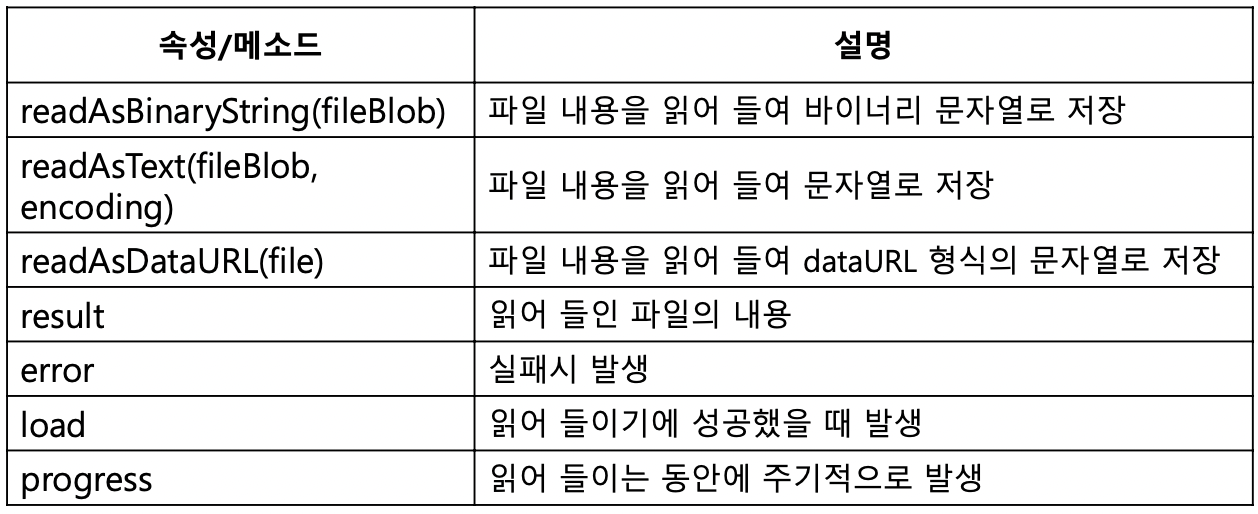 속성/메소드
설명
readAsBinaryString(fileBlob)
파일 내용을 읽어 들여 바이너리 문자열로 저장
readAsText(fileBlob,
encoding)
파일 내용을 읽어 들여 문자열로 저장
readAsDataURL(file)
파일 내용을 읽어 들여 dataURL 형식의 문자열로 저장
result
읽어 들인 파일의 내용
error
실패시 발생
load
읽어 들이기에 성공했을 때 발생
progress
읽어 들이는 동안에 주기적으로 발생